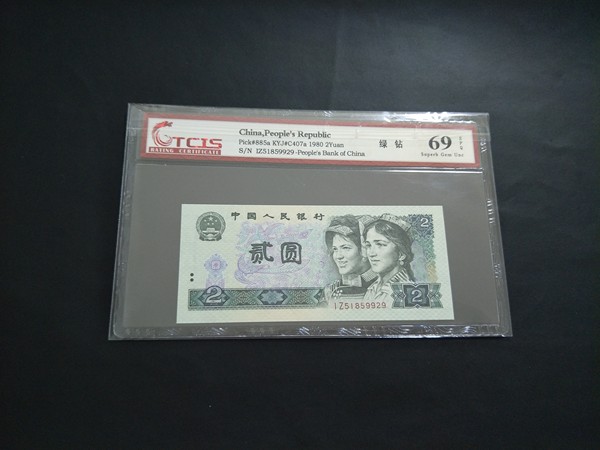 TCIS
RATING CERTIFICATE
China,People's Republic
Pick#885a KYJ#C407a 1980 2Yuan
S/N IZ51859929-People's Bank of China
绿钻
69 EPQ
Superb Gem Unc
中国人民银行
2
贰圆
2
2
IZ51859929